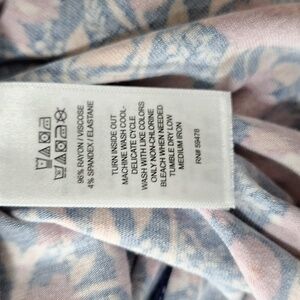 96% RAYON / VISCOSE
4% SPANDEX / ELASTANE
TURN INSIDE OUT
MACHINE WASH COOL-
DELICATE CYCLE
WASH WITH LIKE COLORS
ONLY NON-CHLORINE
BLEACH WHEN NEEDED
TUMBLE DRY LOW
MEDIUM IRON
RN# 89478